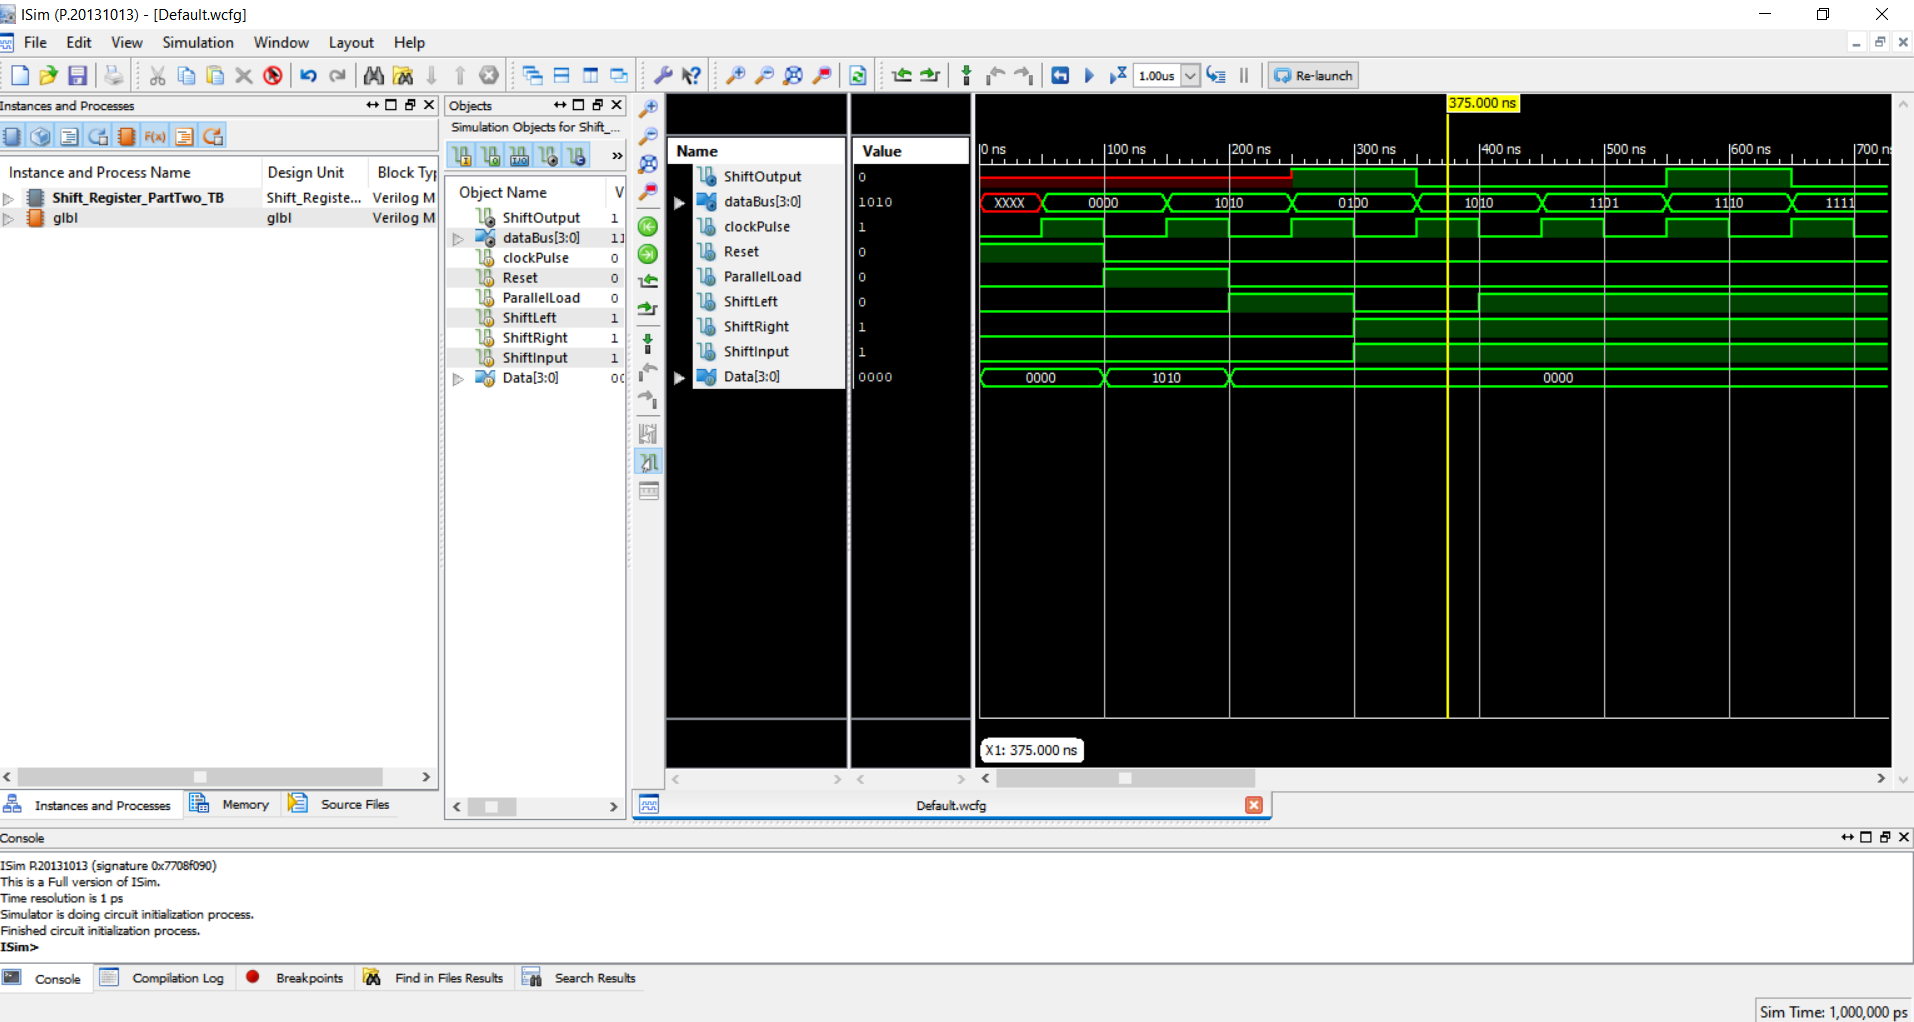 ISim (P.20131013) - [Default.wcfg]
File Edit View Simulation Window Layout Help
1.00us Re-launch
Instances and Processes
F(x)
Instance and Process Name Design Unit Block Typ
Shift_Register_PartTwo_TB Shift_Registe... Verilog M
glbl glbl Verilog M
Instances and Processes Memory Source Files
Objects
Simulation Objects for Shift_...
»
Object Name V
ShiftOutput 1
dataBus[3:0] 11
clockPulse 0
Reset 0
ParallelLoad 0
ShiftLeft 1
ShiftRight 1
ShiftInput 1
Data[3:0] 00
375.000 ns
Name Value
0 ns 100 ns 200 ns 300 ns 400 ns 500 ns 600 ns 700 ns
ShiftOutput 0
dataBus[3:0] 1010 XXXX 0000 1010 0100 1010 1101 1110 1111
clockPulse 1
Reset 0
ParallelLoad 0
ShiftLeft 0
ShiftRight 1
ShiftInput 1
Data[3:0] 0000 0000 1010 0000
X1: 375.000 ns
Default.wcfg
Console
ISim P.20131013 (signature 0x7708f090)
This is a Full version of ISim.
Time resolution is 1 ps
Simulator is doing circuit initialization process.
Finished circuit initialization process.
ISim>
Console Compilation Log Breakpoints Find in Files Results Search Results
Sim Time: 1,000,000 ps